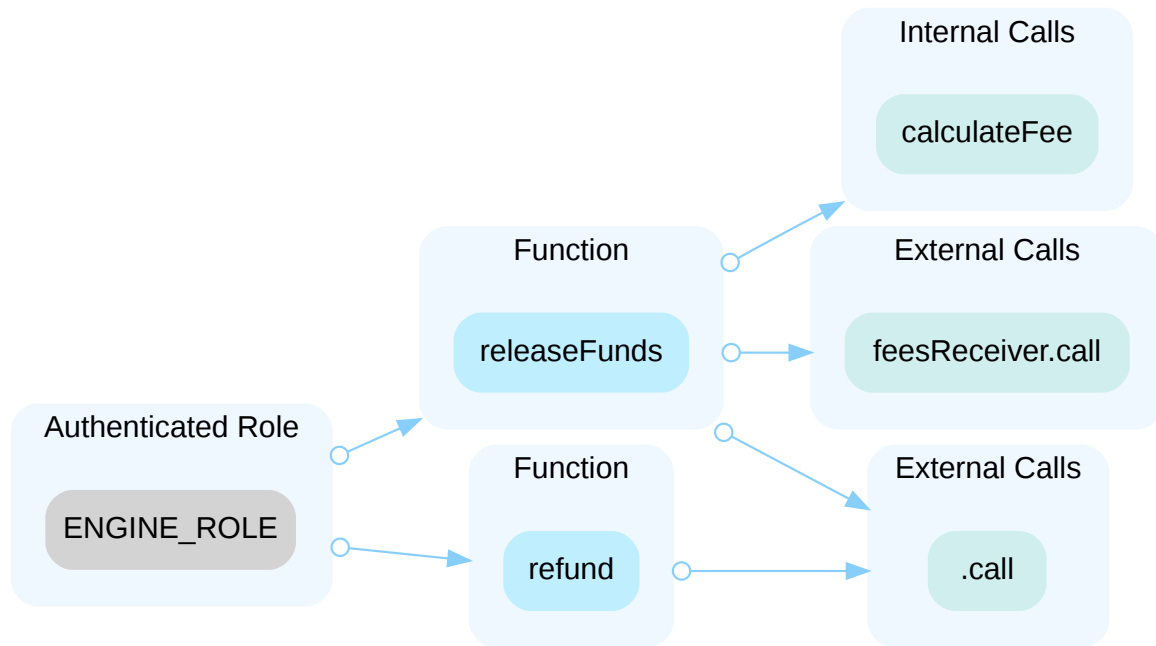 Internal Calls
calculateFee
Function
releaseFunds
External Calls
feesReceiver.call
Authenticated Role
ENGINE_ROLE
Function
refund
External Calls
.call